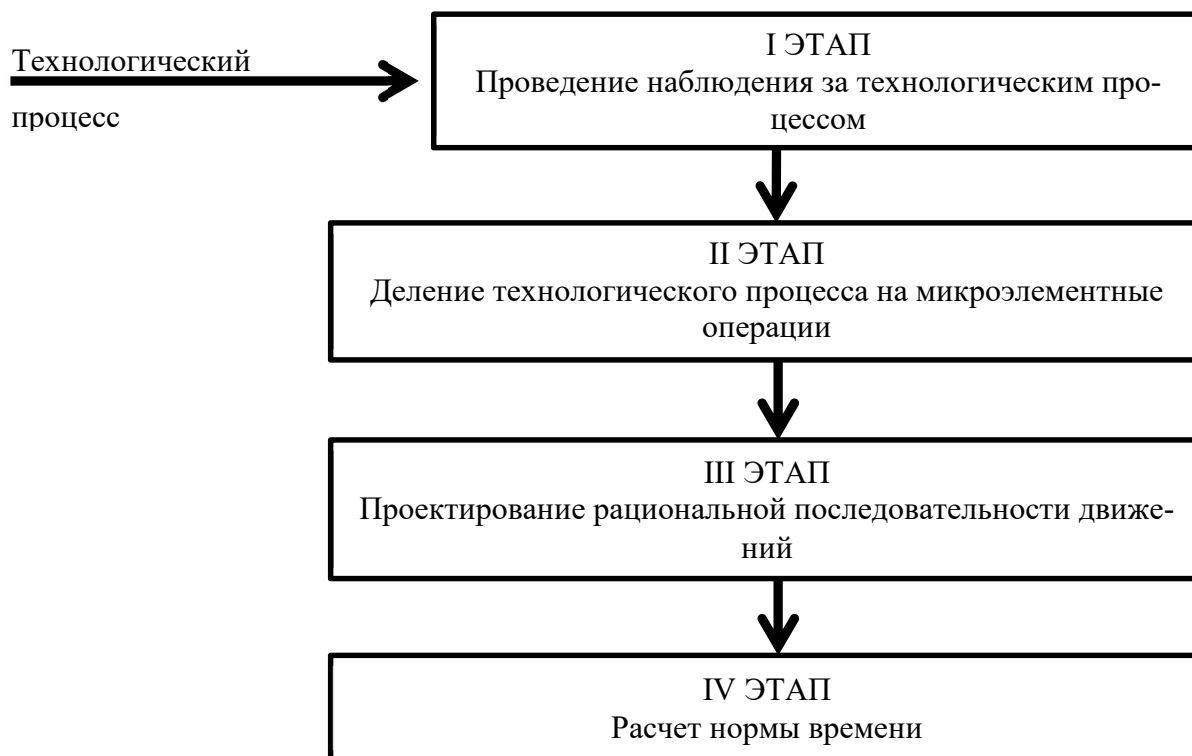 Технологический
процесс
I ЭТАП
Проведение наблюдения за технологическим про-
цессом
II ЭТАП
Деление технологического процесса на микроэлементные
операции
III ЭТАП
Проектирование рациональной последовательности движе-
ний
IV ЭТАП
Расчет нормы времени